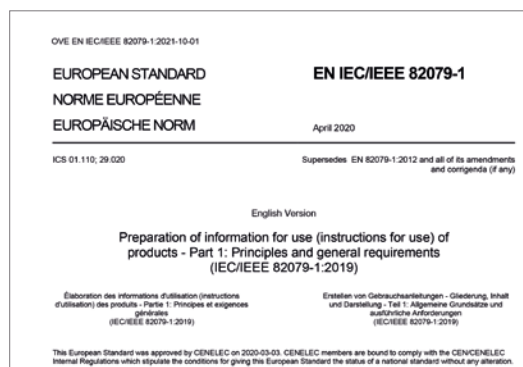 OVE EN IEC/IEEE 82079-1:2021-10-01
EUROPEAN STANDARD
NORME EUROPÉENNE
EUROPÄISCHE NORM
EN IEC/IEEE 82079-1
April 2020
ICS 01.110; 29.020
Supersedes EN 82079-1:2012 and all of its amendments
and corrigenda (if any)
English Version
Preparation of information for use (instructions for use) of
products - Part 1: Principles and general requirements
(IEC/IEEE 82079-1:2019)
Élaboration des informations d'utilisation (instructions
d'utilisation) des produits - Partie 1: Principes et exigences
générales
(IEC/IEEE 82079-1:2019)
Erstellen von Gebrauchsanleitungen - Gliederung, Inhalt
und Darstellung - Teil 1: Allgemeine Grundsätze und
ausführliche Anforderungen
(IEC/IEEE 82079-1:2019)
This European Standard was approved by CENELEC on 2020-03-03. CENELEC members are bound to comply with the CEN/CENELEC
Internal Regulations which stipulate the conditions for giving this European Standard the status of a national standard without any alteration.